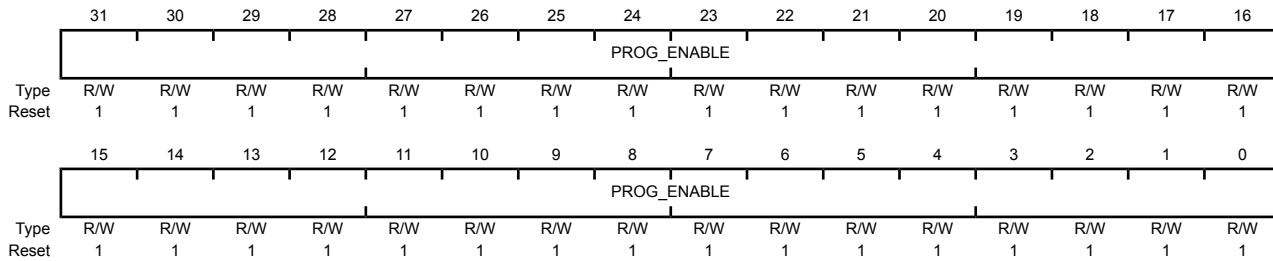 31 30 29 28 27 26 25 24 23 22 21 20 19 18 17 16
PROG_ENABLE
Type R/W R/W R/W R/W R/W R/W R/W R/W R/W R/W R/W R/W R/W R/W R/W R/W
Reset 1 1 1 1 1 1 1 1 1 1 1 1 1 1 1 1
15 14 13 12 11 10 9 8 7 6 5 4 3 2 1 0
PROG_ENABLE
Type R/W R/W R/W R/W R/W R/W R/W R/W R/W R/W R/W R/W R/W R/W R/W R/W
Reset 1 1 1 1 1 1 1 1 1 1 1 1 1 1 1 1